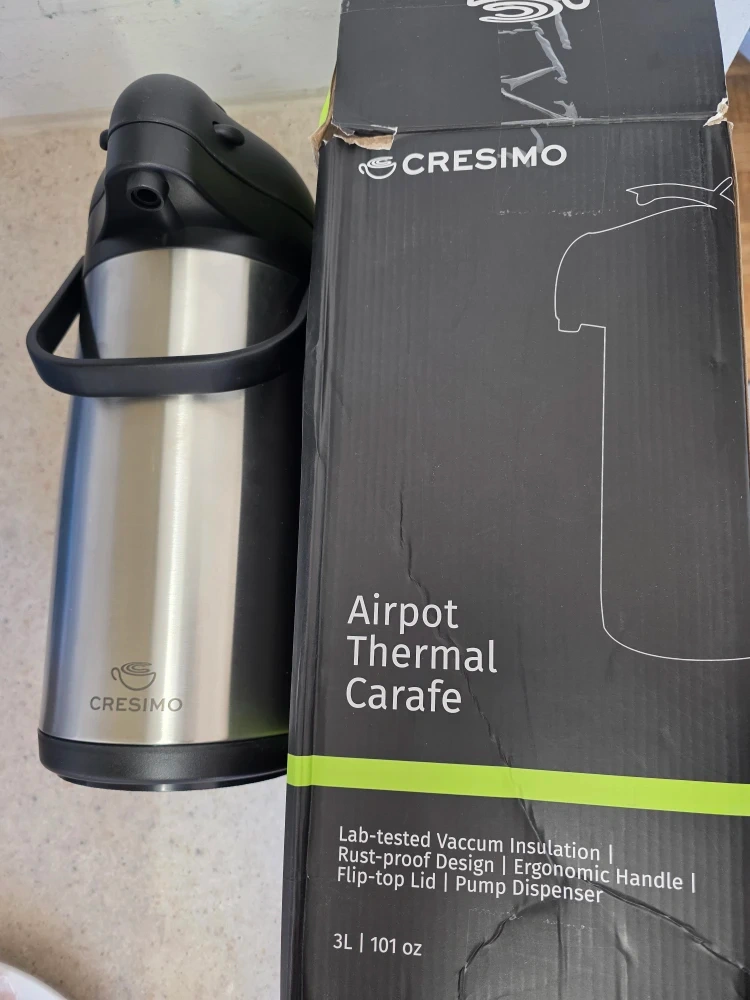 CRESIMO
Airpot
Thermal
Carafe
Lab-tested Vaccum Insulation |
Rust-proof Design | Ergonomic Handle |
Flip-top Lid | Pump Dispenser
3L | 101 oz
CRESIMO